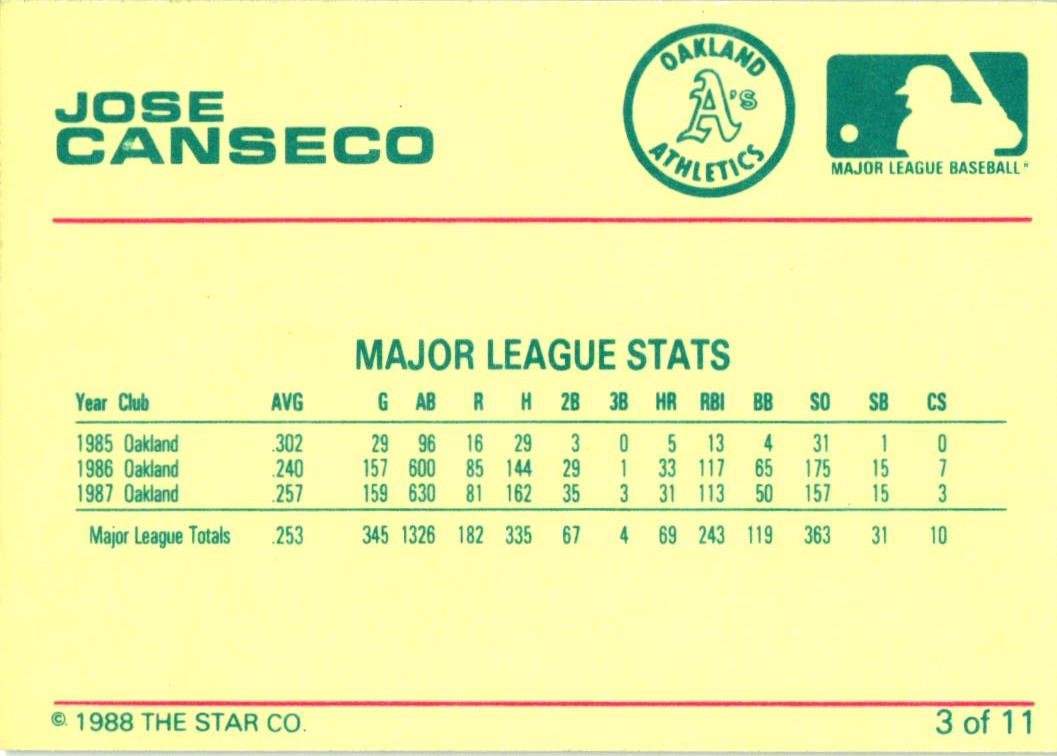 JOSE
CANSECO
OAKLAND
A's
ATHLETICS
MAJOR LEAGUE BASEBALL
MAJOR LEAGUE STATS
Year Club AVG G AB R H 2B 3B HR RBI BB SO SB CS
1985 Oakland .302 29 96 16 29 3 0 5 13 4 31 1 0
1986 Oakland .240 157 600 85 144 29 1 33 117 65 175 15 7
1987 Oakland .257 159 630 81 162 35 3 31 113 50 157 15 3
Major League Totals .253 345 1326 182 335 67 4 69 243 119 363 31 10
© 1988 THE STAR CO.
3 of 11